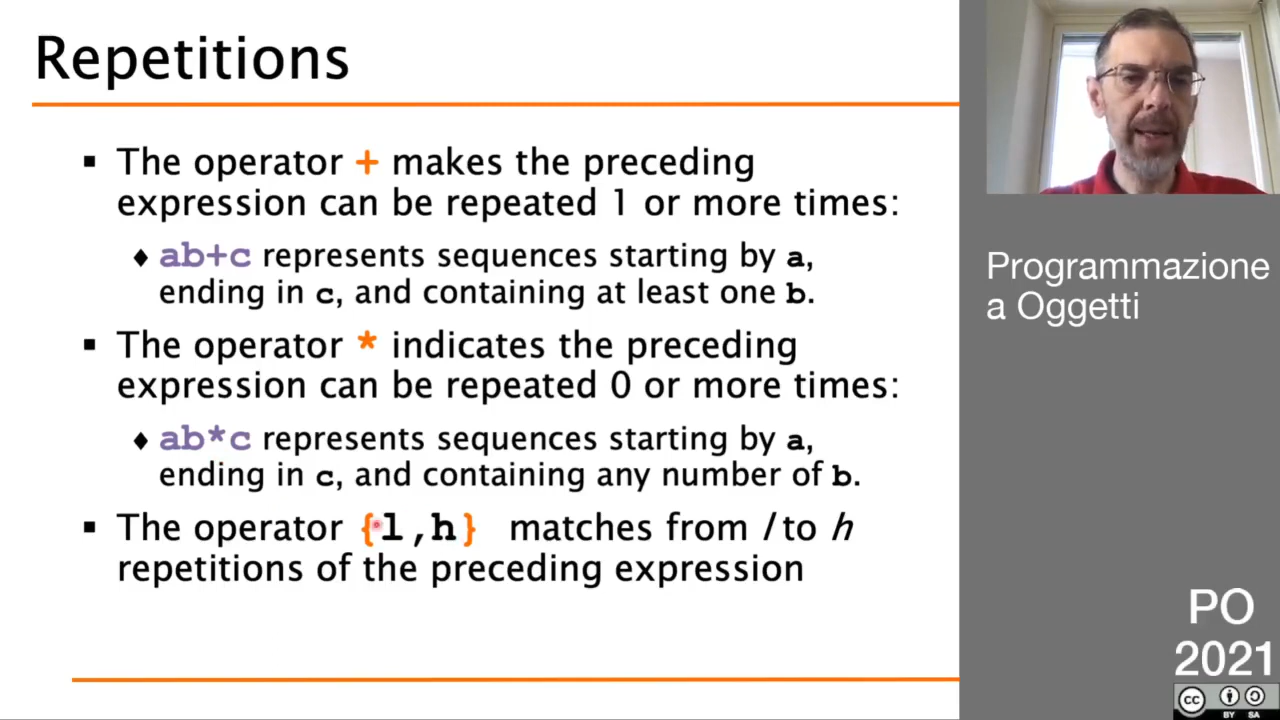 Repetitions
▪ The operator + makes the preceding
expression can be repeated 1 or more times:
♦ ab+c represents sequences starting by a,
ending in c, and containing at least one b.
▪ The operator * indicates the preceding
expression can be repeated 0 or more times:
♦ ab*c represents sequences starting by a,
ending in c, and containing any number of b.
▪ The operator {l,h} matches from l to h
repetitions of the preceding expression
Programmazione
a Oggetti
PO
2021
cc
BY SA